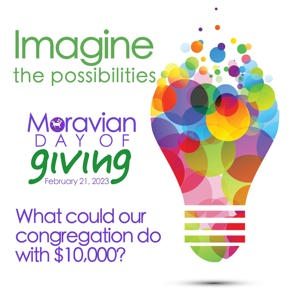 Imagine
the possibilities
Moravian
DAY OF
giving
February 21, 2023
What could our
congregation do
with $10,000?